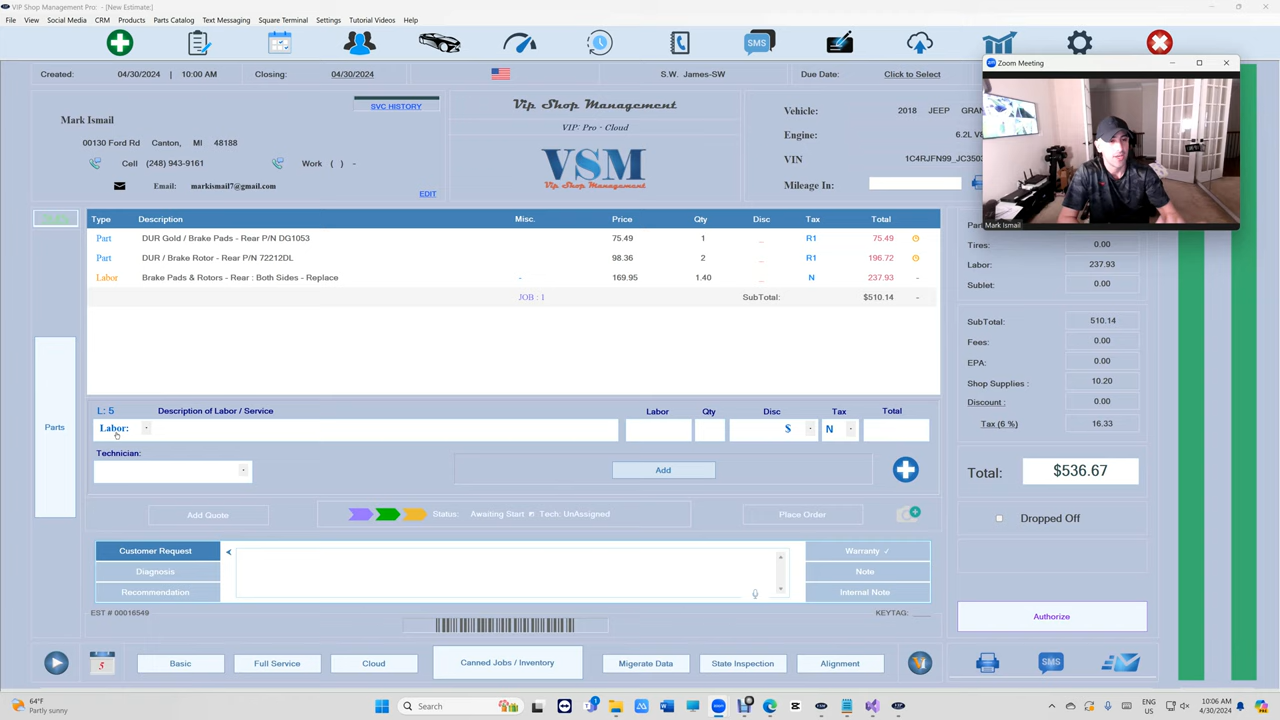 VIP Shop Management Pro: - [New Estimate:]
File View Social Media CRM Products Parts Catalog Text Messaging Square Terminal Settings Tutorial Videos Help
SMS
Created: 04/30/2024 | 10:00 AM Closing: 04/30/2024 S.W. James-SW Due Date: Click to Select
Zoom Meeting
Mark Ismail
SVC HISTORY
Mark Ismail
00130 Ford Rd Canton, MI 48188
Cell (248) 943-9161 Work ( ) -
Email: markismail7@gmail.com
EDIT
Vip Shop Management
VIP: Pro - Cloud
VSM
Vip Shop Management
Vehicle: 2018 JEEP GRAN
Engine: 6.2L V
VIN 1C4RJFN99_JC3503
Mileage In:
Type Description Misc. Price Qty Disc Tax Total
Part DUR Gold / Brake Pads - Rear P/N DG1053 75.49 1 _ R1 75.49
Part DUR / Brake Rotor - Rear P/N 72212DL 98.36 2 _ R1 196.72
Labor Brake Pads & Rotors - Rear : Both Sides - Replace - 169.95 1.40 _ N 237.93 -
JOB : 1 SubTotal: $510.14 -
Parts
L: 5 Description of Labor / Service Labor Qty Disc Tax Total
Labor: $ N
Technician:
Add
Add Quote Status: Awaiting Start Tech: UnAssigned Place Order
Customer Request
Diagnosis
Recommendation
Warranty ✓
Note
Internal Note
EST # 00016549 KEYTAG: ____
Tires: 0.00
Labor: 237.93
Sublet: 0.00
SubTotal: 510.14
Fees: 0.00
EPA: 0.00
Shop Supplies : 10.20
Discount : 0.00
Tax (6 %) 16.33
Total: $536.67
Dropped Off
Authorize
5 Basic Full Service Cloud Canned Jobs / Inventory Migerate Data State Inspection Alignment SMS
64°F
Partly sunny
Search
ENG
US
10:06 AM
4/30/2024